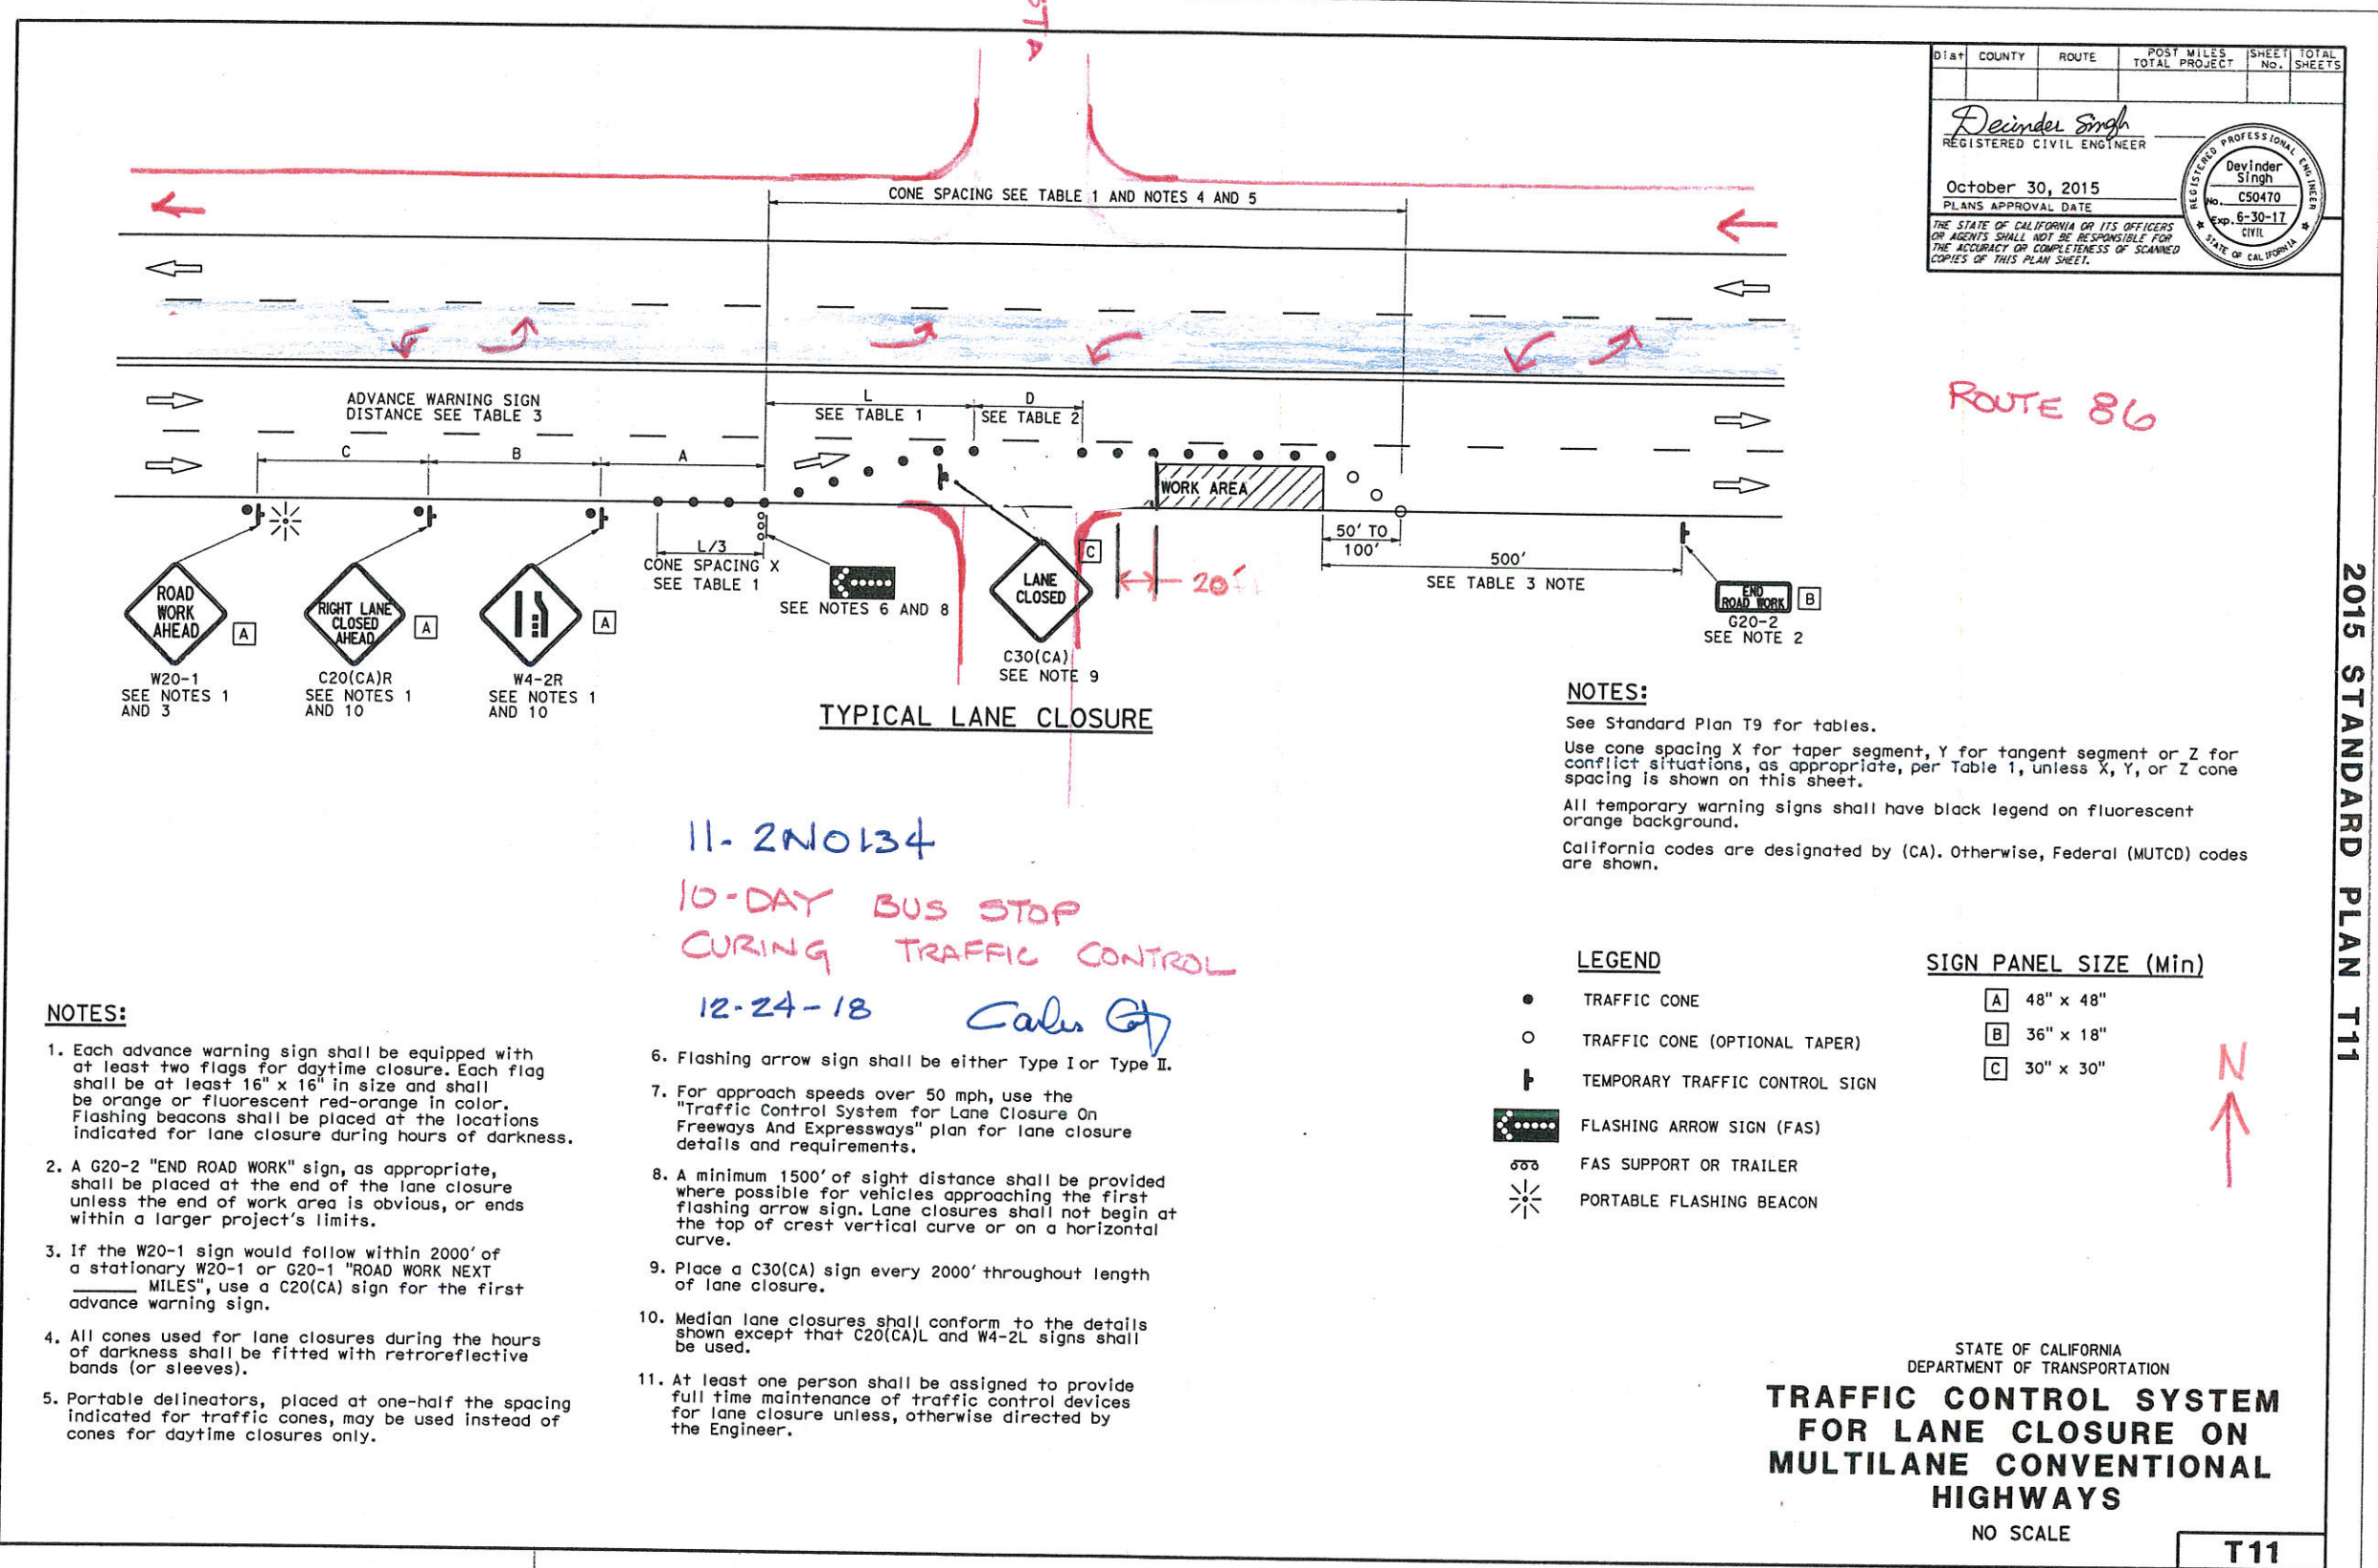 STA
Dist COUNTY ROUTE POST MILES TOTAL PROJECT SHEET No. TOTAL SHEETS
Devinder Singh
REGISTERED CIVIL ENGINEER
October 30, 2015
PLANS APPROVAL DATE
REGISTERED PROFESSIONAL ENGINEER
Devinder
Singh
No. C50470
Exp. 6-30-17
CIVIL
STATE OF CALIFORNIA
THE STATE OF CALIFORNIA OR ITS OFFICERS
OR AGENTS SHALL NOT BE RESPONSIBLE FOR
THE ACCURACY OR COMPLETENESS OF SCANNED
COPIES OF THIS PLAN SHEET.
CONE SPACING SEE TABLE 1 AND NOTES 4 AND 5
ROUTE 86
ADVANCE WARNING SIGN
DISTANCE SEE TABLE 3
L
SEE TABLE 1
D
SEE TABLE 2
C
B
A
WORK AREA
L/3
CONE SPACING X
SEE TABLE 1
SEE NOTES 6 AND 8
20'
50' TO
100'
500'
SEE TABLE 3 NOTE
ROAD
WORK
AHEAD
A
W20-1
SEE NOTES 1
AND 3
RIGHT LANE
CLOSED
AHEAD
A
C20(CA)R
SEE NOTES 1
AND 10
A
W4-2R
SEE NOTES 1
AND 10
LANE
CLOSED
C
C30(CA)
SEE NOTE 9
END
ROAD WORK
B
G20-2
SEE NOTE 2
TYPICAL LANE CLOSURE
NOTES:
See Standard Plan T9 for tables.
Use cone spacing X for taper segment, Y for tangent segment or Z for
conflict situations, as appropriate, per Table 1, unless X, Y, or Z cone
spacing is shown on this sheet.
All temporary warning signs shall have black legend on fluorescent
orange background.
California codes are designated by (CA). Otherwise, Federal (MUTCD) codes
are shown.
11-2N0134
10-DAY BUS STOP
CURING TRAFFIC CONTROL
12-24-18
NOTES:
1. Each advance warning sign shall be equipped with
at least two flags for daytime closure. Each flag
shall be at least 16" x 16" in size and shall
be orange or fluorescent red-orange in color.
Flashing beacons shall be placed at the locations
indicated for lane closure during hours of darkness.
2. A G20-2 "END ROAD WORK" sign, as appropriate,
shall be placed at the end of the lane closure
unless the end of work area is obvious, or ends
within a larger project's limits.
3. If the W20-1 sign would follow within 2000' of
a stationary W20-1 or G20-1 "ROAD WORK NEXT
______ MILES", use a C20(CA) sign for the first
advance warning sign.
4. All cones used for lane closures during the hours
of darkness shall be fitted with retroreflective
bands (or sleeves).
5. Portable delineators, placed at one-half the spacing
indicated for traffic cones, may be used instead of
cones for daytime closures only.
6. Flashing arrow sign shall be either Type I or Type II.
7. For approach speeds over 50 mph, use the
"Traffic Control System for Lane Closure On
Freeways And Expressways" plan for lane closure
details and requirements.
8. A minimum 1500' of sight distance shall be provided
where possible for vehicles approaching the first
flashing arrow sign. Lane closures shall not begin at
the top of crest vertical curve or on a horizontal
curve.
9. Place a C30(CA) sign every 2000' throughout length
of lane closure.
10. Median lane closures shall conform to the details
shown except that C20(CA)L and W4-2L signs shall
be used.
11. At least one person shall be assigned to provide
full time maintenance of traffic control devices
for lane closure unless, otherwise directed by
the Engineer.
LEGEND
TRAFFIC CONE
TRAFFIC CONE (OPTIONAL TAPER)
TEMPORARY TRAFFIC CONTROL SIGN
FLASHING ARROW SIGN (FAS)
FAS SUPPORT OR TRAILER
PORTABLE FLASHING BEACON
SIGN PANEL SIZE (Min)
A 48" x 48"
B 36" x 18"
C 30" x 30"
N
STATE OF CALIFORNIA
DEPARTMENT OF TRANSPORTATION
TRAFFIC CONTROL SYSTEM
FOR LANE CLOSURE ON
MULTILANE CONVENTIONAL
HIGHWAYS
NO SCALE
T11
2015 STANDARD PLAN T11